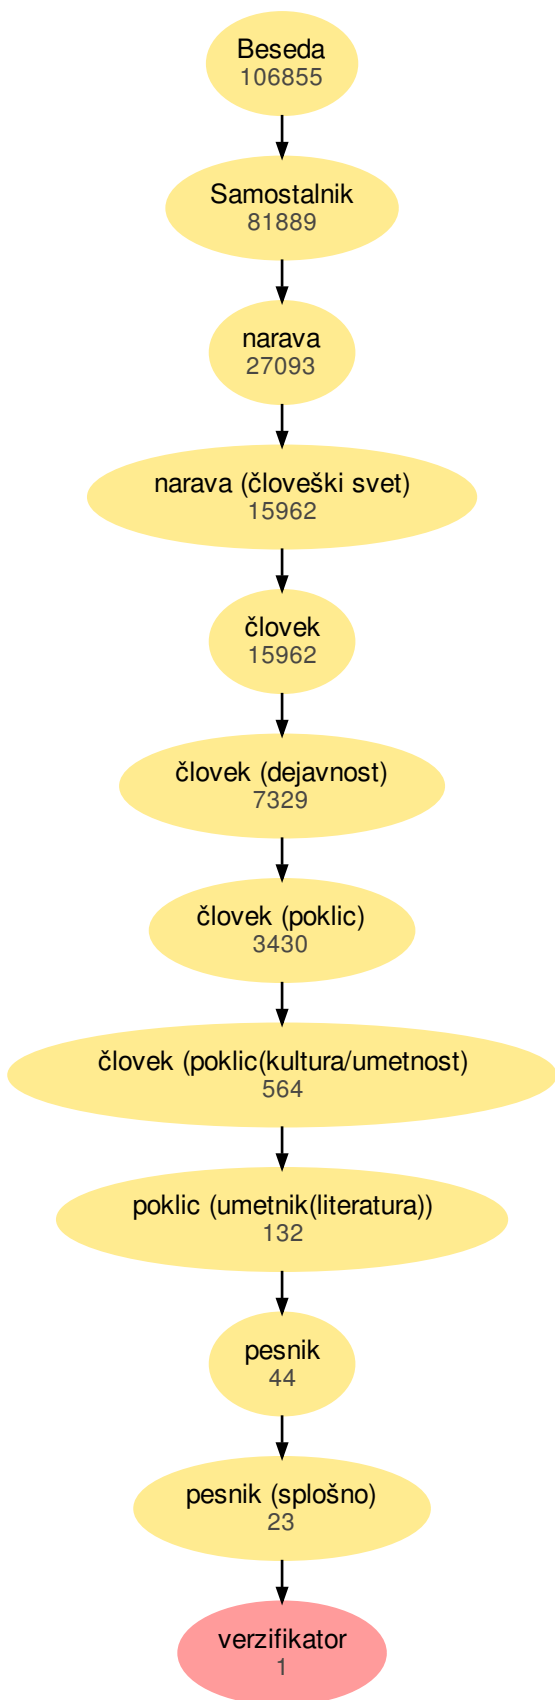 Beseda
106855
Samostalnik
81889
narava
27093
narava (človeški svet)
15962
človek
15962
človek (dejavnost)
7329
človek (poklic)
3430
človek (poklic(kultura/umetnost)
564
poklic (umetnik(literatura))
132
pesnik
44
pesnik (splošno)
23
verzifikator
1